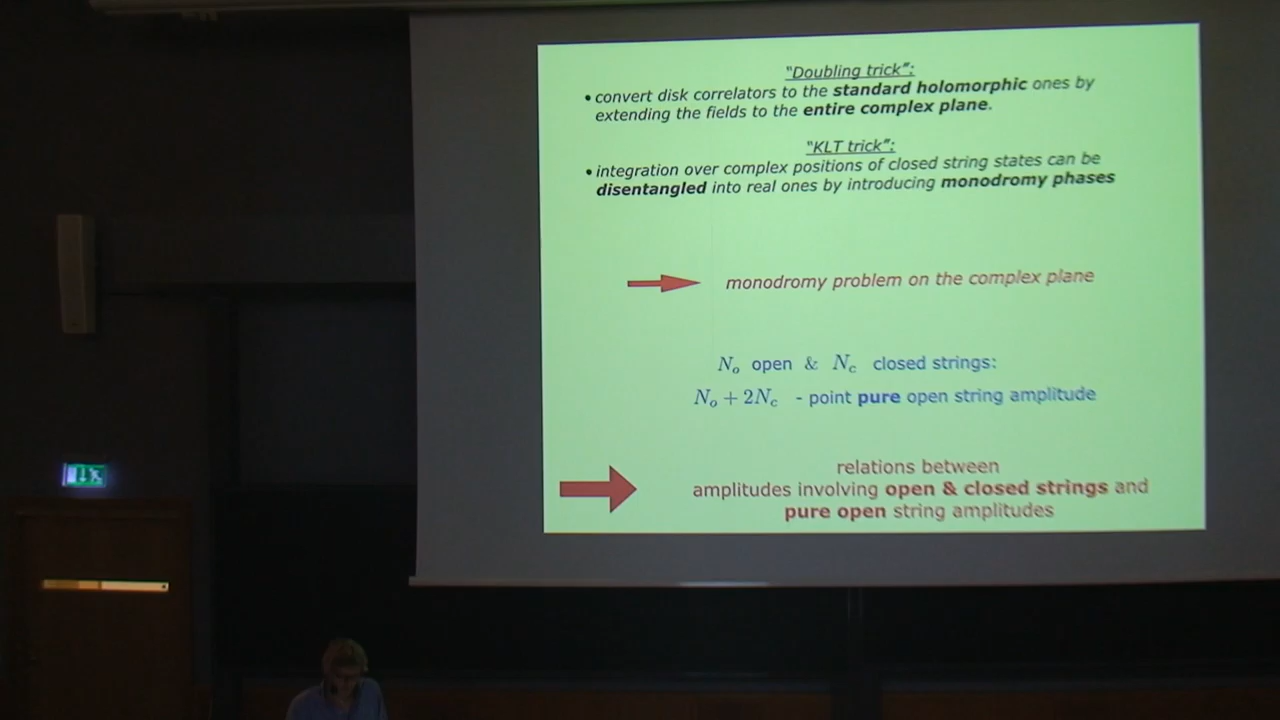 "Doubling trick":
• convert disk correlators to the standard holomorphic ones by
extending the fields to the entire complex plane.
"KLT trick":
• integration over complex positions of closed string states can be
disentangled into real ones by introducing monodromy phases
monodromy problem on the complex plane
Nₒ open & N_c closed strings:
Nₒ + 2N_c - point pure open string amplitude
relations between
amplitudes involving open & closed strings and
pure open string amplitudes